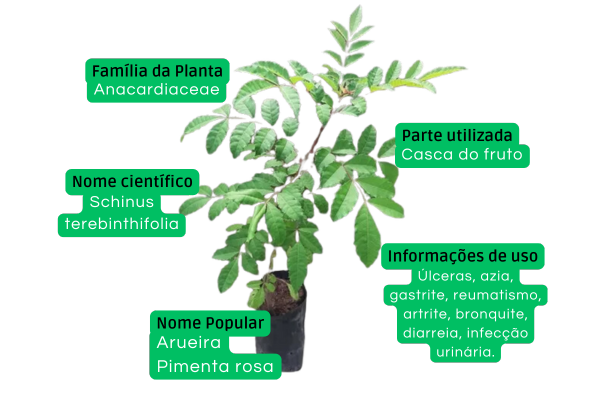 Família da Planta
Anacardiaceae
Parte utilizada
Casca do fruto
Nome científico
Schinus
terebinthifolia
Informações de uso
Úlceras, azia,
gastrite, reumatismo,
artrite, bronquite,
diarreia, infecção
urinária.
Nome Popular
Arueira
Pimenta rosa